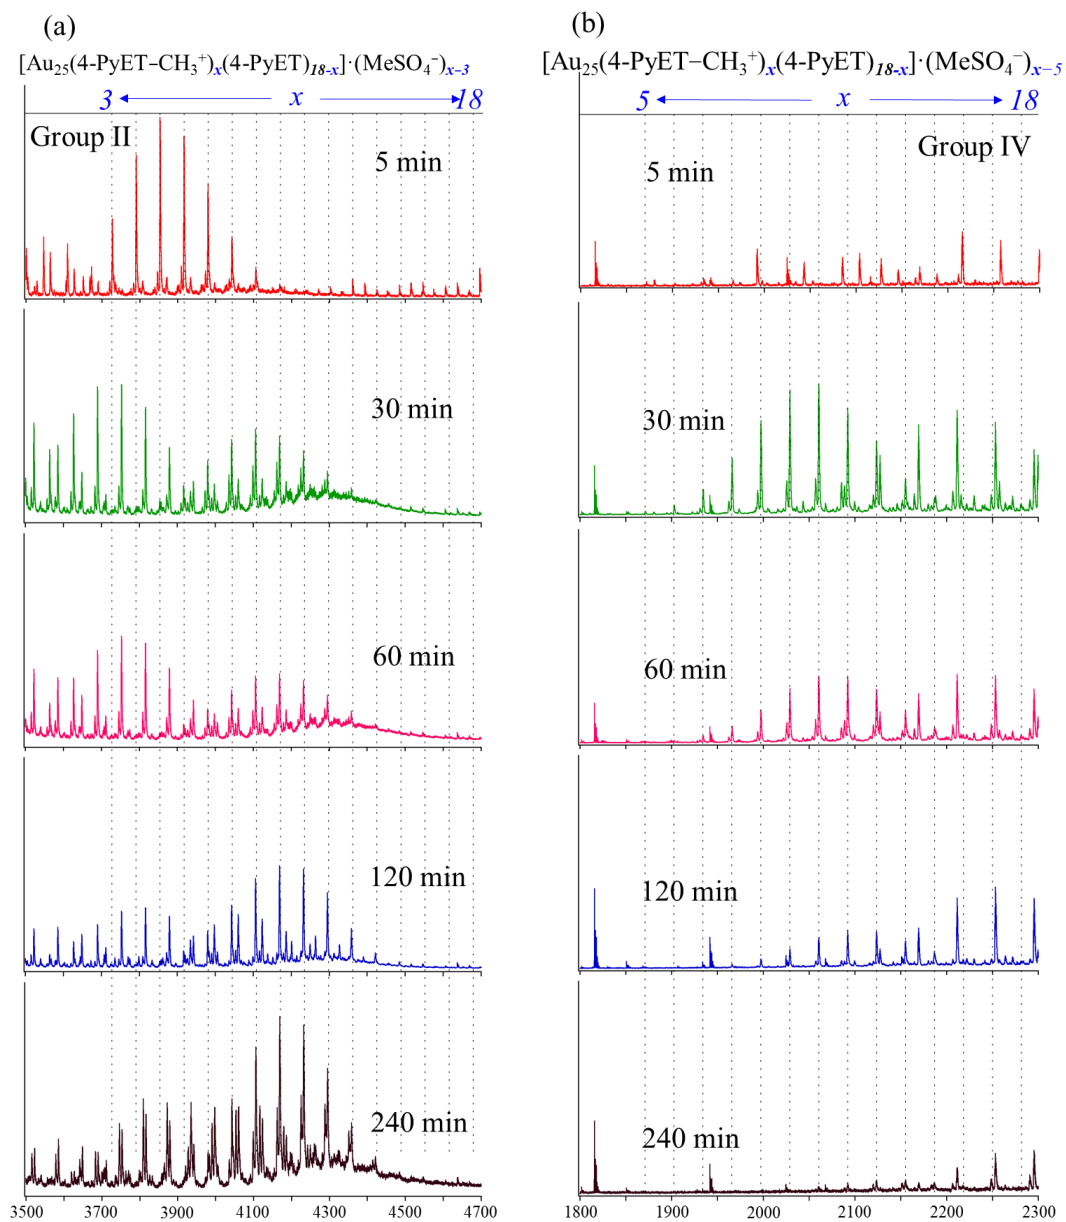 (a)
[Au₂₅(4-PyET–CH₃⁺)ₓ(4-PyET)₁₈₋ₓ]·(MeSO₄⁻)ₓ₋₃
3 x 18
Group II
5 min
30 min
60 min
120 min
240 min
3500 3700 3900 4100 4300 4500 4700
(b)
[Au₂₅(4-PyET–CH₃⁺)ₓ(4-PyET)₁₈₋ₓ]·(MeSO₄⁻)ₓ₋₅
5 x 18
Group IV
5 min
30 min
60 min
120 min
240 min
1800 1900 2000 2100 2200 2300